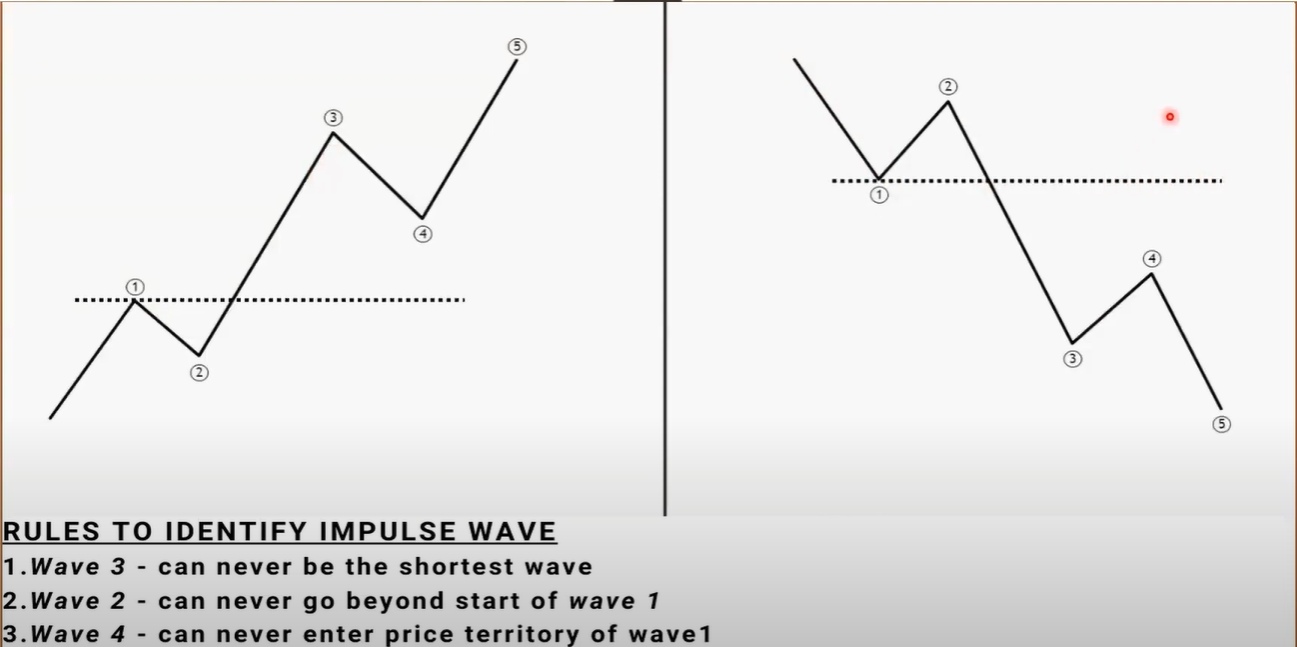 ⑤
③
④
①
②
②
①
④
③
⑤
RULES TO IDENTIFY IMPULSE WAVE
1.Wave 3 - can never be the shortest wave
2.Wave 2 - can never go beyond start of wave 1
3.Wave 4 - can never enter price territory of wave1